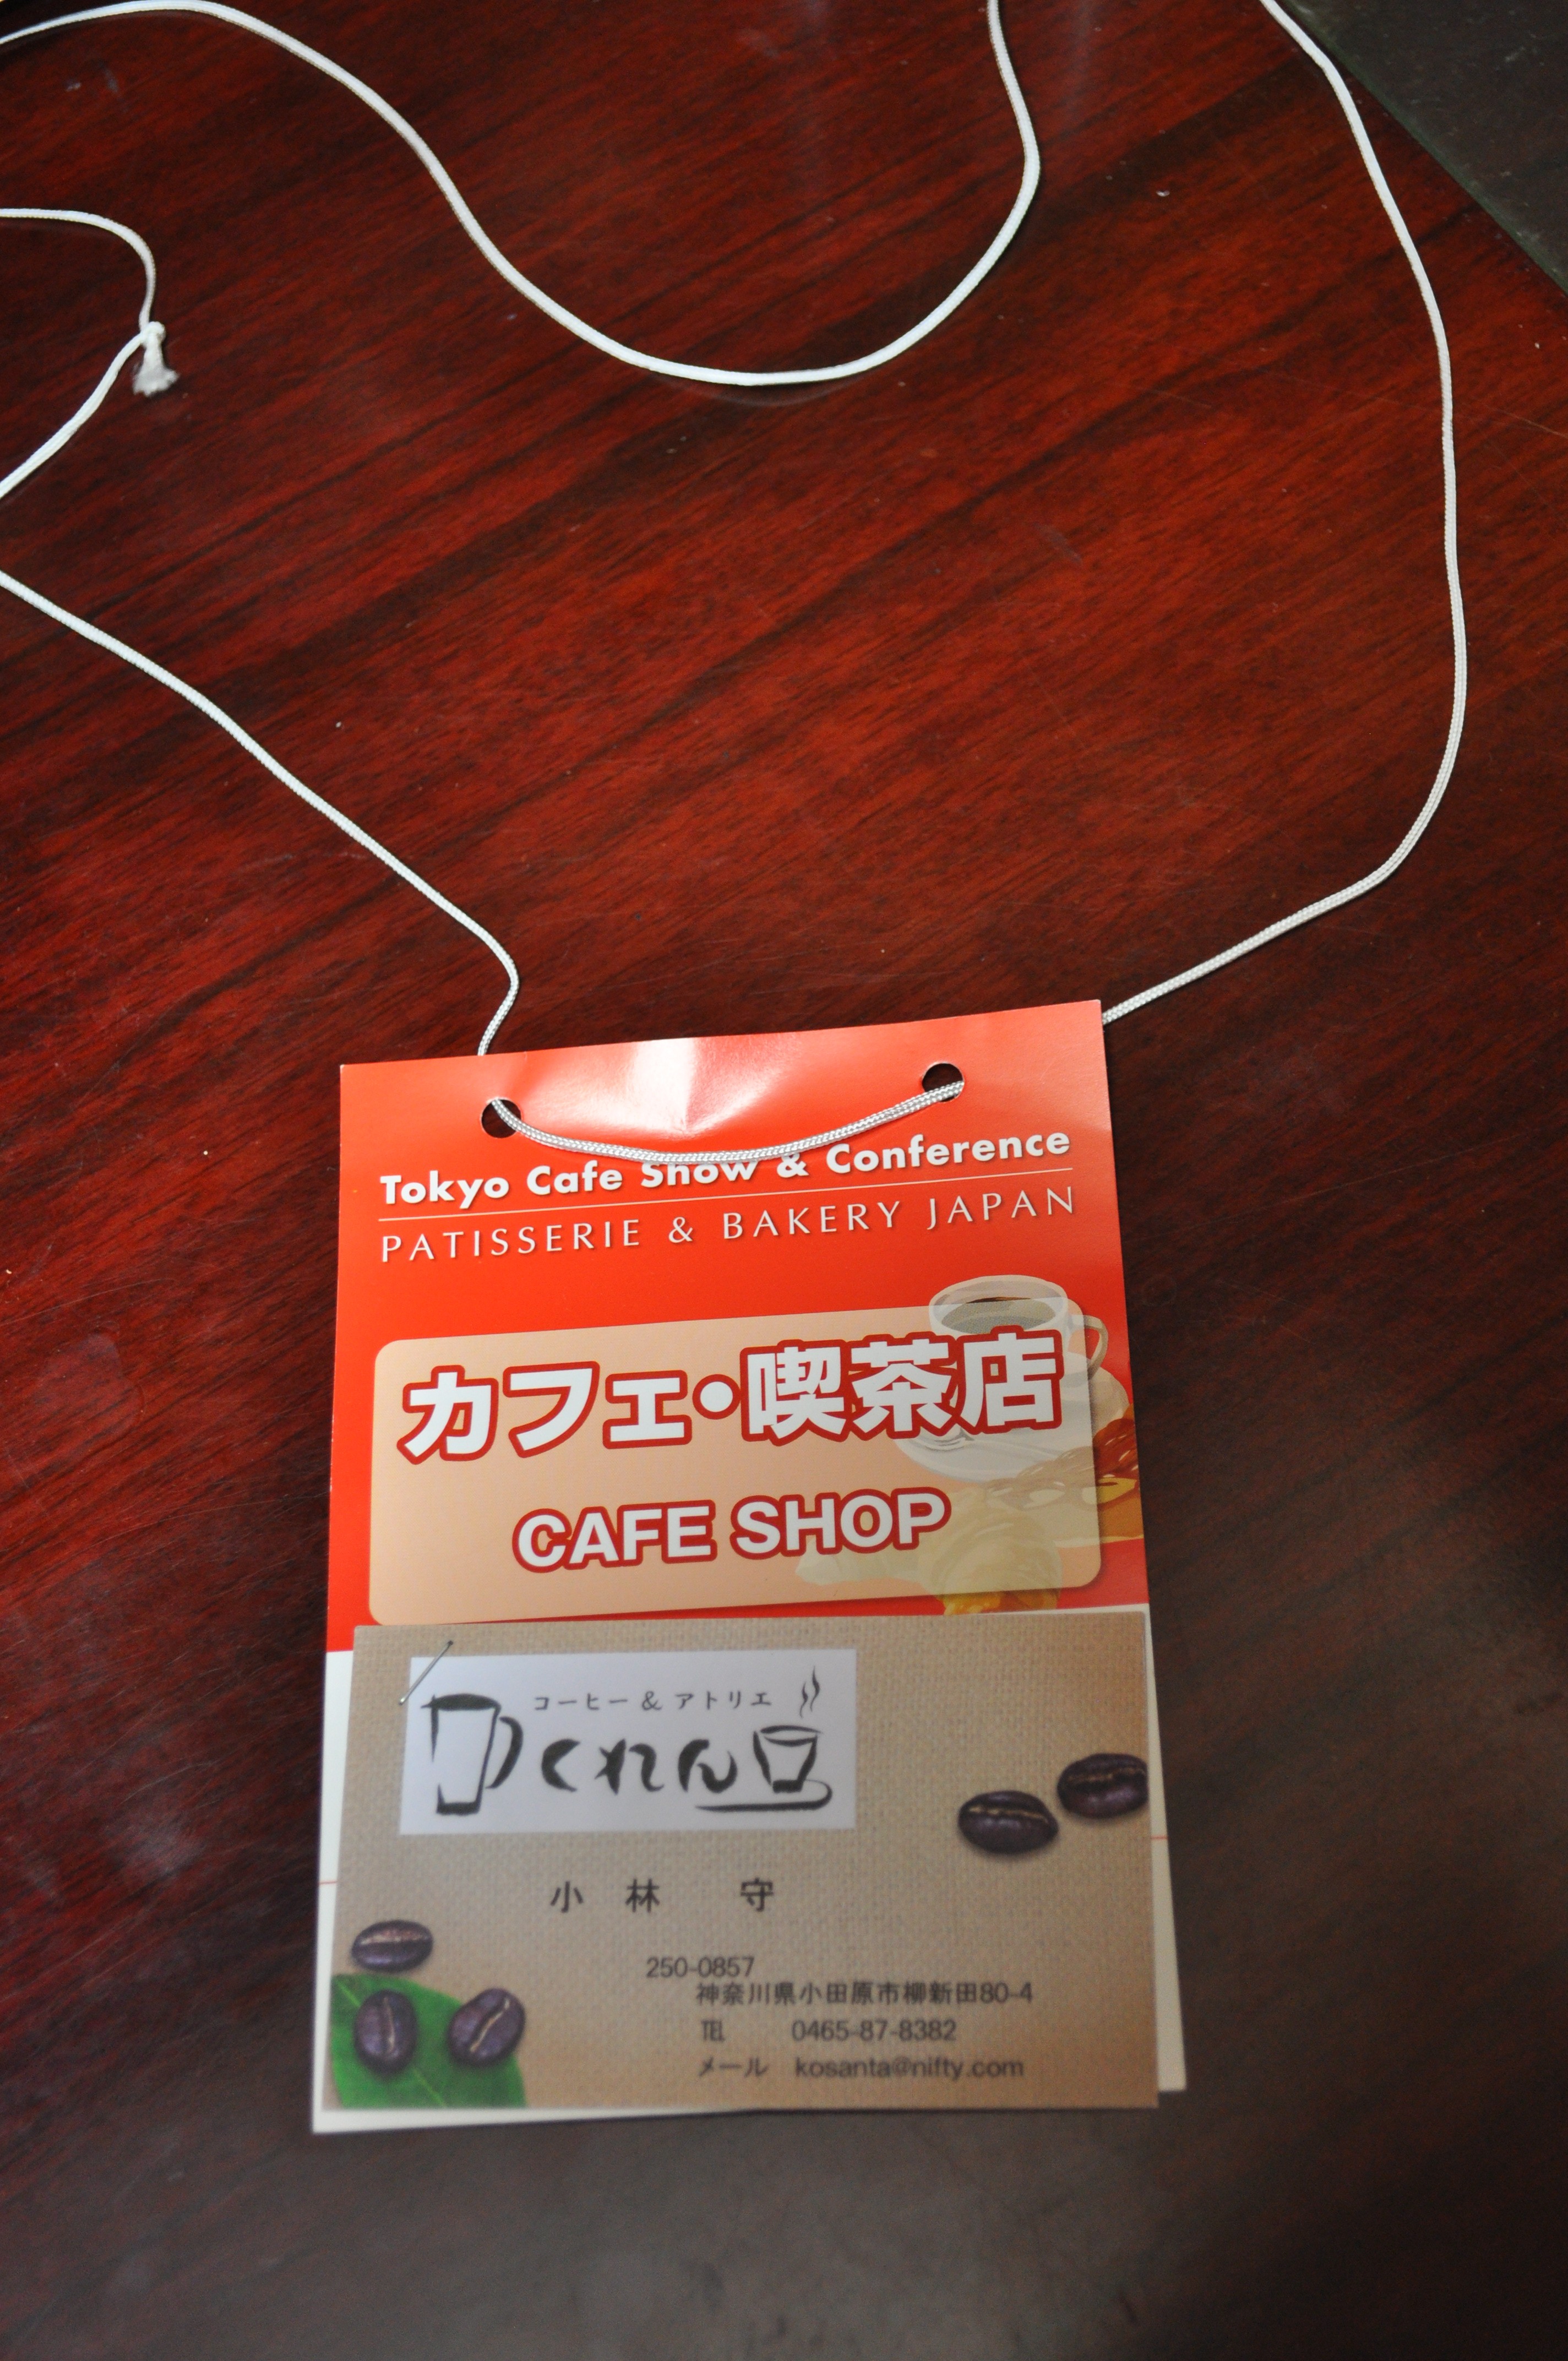 Tokyo Cafe Show & Conference
PATISSERIE & BAKERY JAPAN
カフェ・喫茶店
CAFE SHOP
コーヒー & アトリエ
くれん
小林 守
250-0857
神奈川県小田原市柳新田80-4
TEL 0465-87-8382
メール kosanta@nifty.com